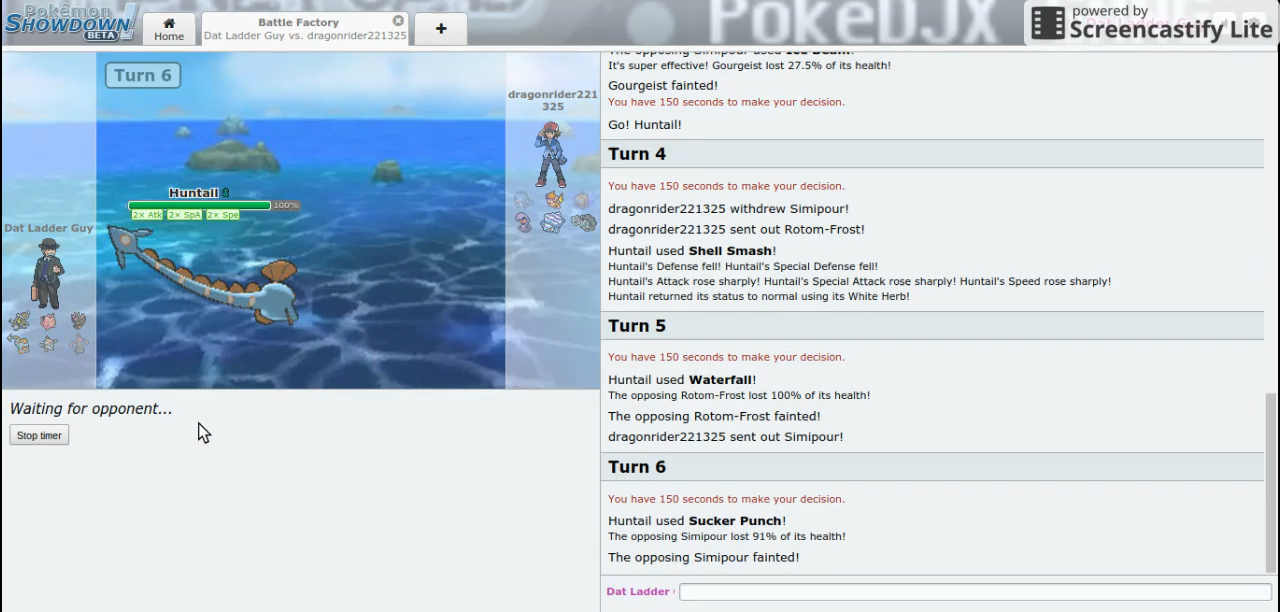 Pokémon
SHOWDOWN!
BETA
Home
Battle Factory
Dat Ladder Guy vs. dragonrider221325
+
PokeDJX
powered by
Screencastify Lite
Turn 6
dragonrider221
325
Huntail
100%
2× Atk 2× SpA 2× Spe
Dat Ladder Guy
Waiting for opponent...
Stop timer
The opposing Simipour used Ice Beam!
It's super effective! Gourgeist lost 27.5% of its health!
Gourgeist fainted!
You have 150 seconds to make your decision.
Go! Huntail!
Turn 4
You have 150 seconds to make your decision.
dragonrider221325 withdrew Simipour!
dragonrider221325 sent out Rotom-Frost!
Huntail used Shell Smash!
Huntail's Defense fell! Huntail's Special Defense fell!
Huntail's Attack rose sharply! Huntail's Special Attack rose sharply! Huntail's Speed rose sharply!
Huntail returned its status to normal using its White Herb!
Turn 5
You have 150 seconds to make your decision.
Huntail used Waterfall!
The opposing Rotom-Frost lost 100% of its health!
The opposing Rotom-Frost fainted!
dragonrider221325 sent out Simipour!
Turn 6
You have 150 seconds to make your decision.
Huntail used Sucker Punch!
The opposing Simipour lost 91% of its health!
The opposing Simipour fainted!
Dat Ladder